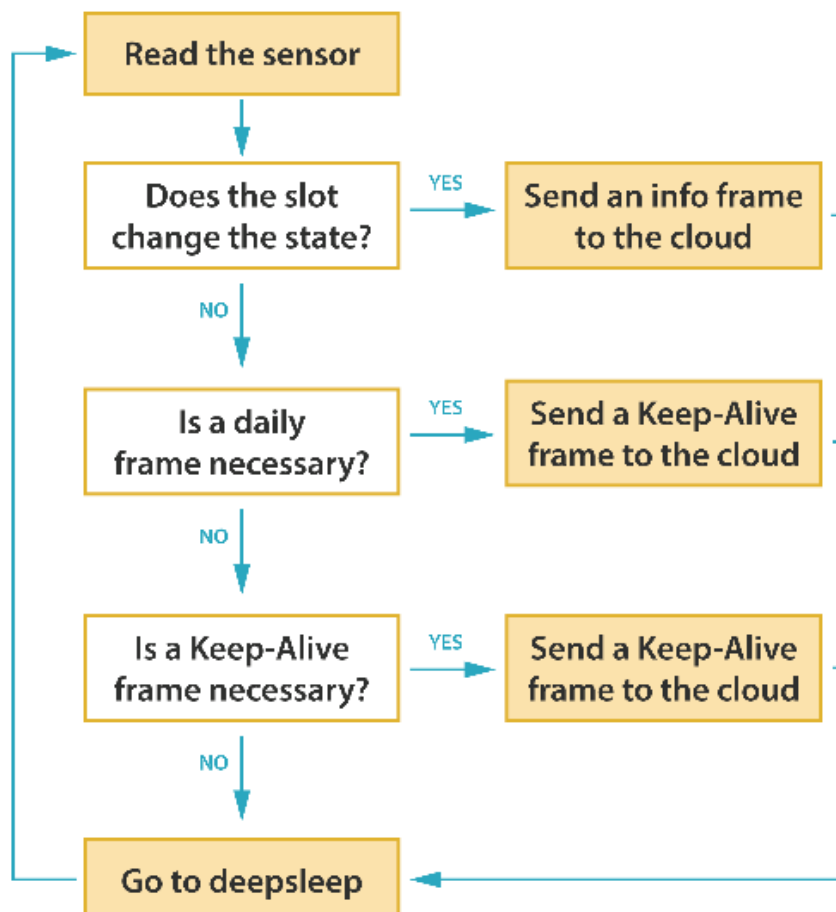 Read the sensor
Does the slot
change the state?
YES
Send an info frame
to the cloud
NO
Is a daily
frame necessary?
YES
Send a Keep-Alive
frame to the cloud
NO
Is a Keep-Alive
frame necessary?
YES
Send a Keep-Alive
frame to the cloud
NO
Go to deepsleep